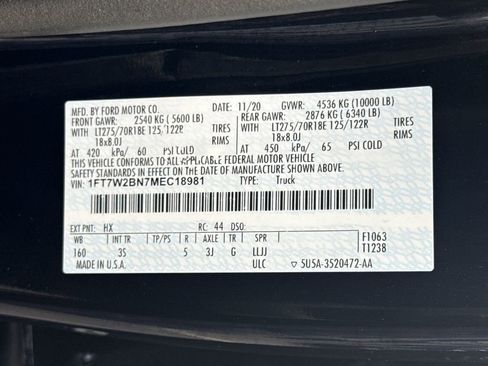 MFD. BY FORD MOTOR CO. DATE: 11/20 GVWR: 4536 KG (10000 LB)
FRONT GAWR: 2540 KG (5600 LB) REAR GAWR: 2876 KG (6340 LB)
WITH LT275/70R18E 125/122R TIRES WITH LT275/70R18E 125/122R TIRES
18x8.0J RIMS 18x8.0J RIMS
AT 420 kPa/ 60 PSI COLD AT 450 kPa/ 65 PSI COLD
THIS VEHICLE CONFORMS TO ALL APPLICABLE FEDERAL MOTOR VEHICLE
SAFETY STANDARDS IN EFFECT ON THE DATE OF MANUFACTURE SHOWN ABOVE.
VIN: 1FT7W2BN7MEC18981 TYPE: Truck
EXT PNT: HX RC: 44 DSO: F1063
WB INT TR TP/PS R AXLE TR SPR T1238
160 3S 5 3J G LLJJ
MADE IN U.S.A. ULC 5U5A-3520472-AA